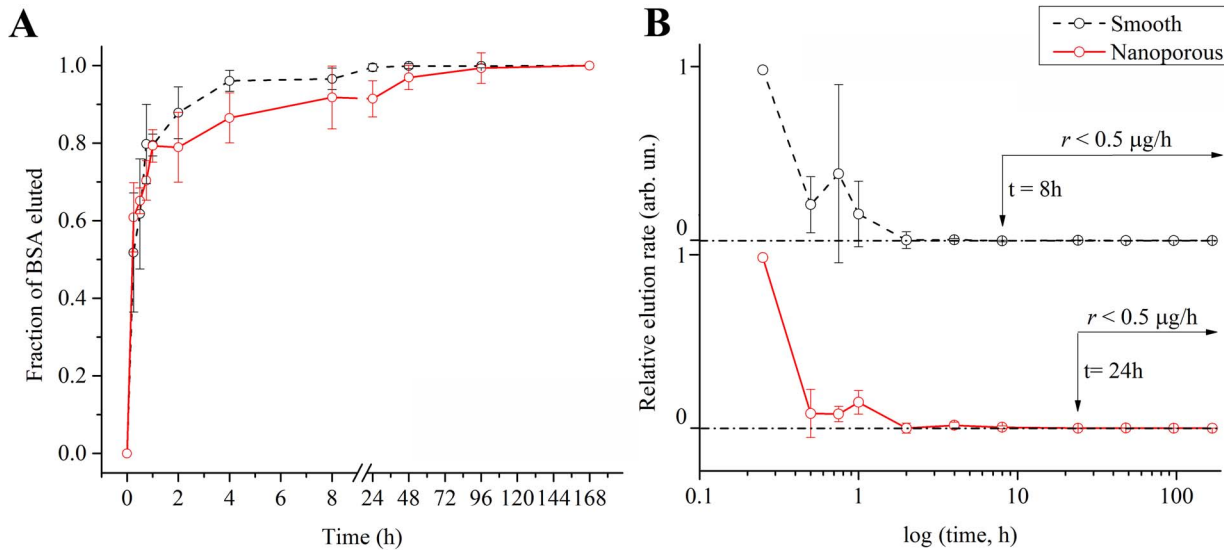 A
1.0
0.8
0.6
0.4
0.2
0.0
Fraction of BSA eluted
0 2 4 6 8 24 48 72 96 120 144 168
Time (h)
B
Smooth
Nanoporous
1
0
1
0
Relative elution rate (arb. un.)
r < 0.5 μg/h
t = 8h
r < 0.5 μg/h
t= 24h
0.1 1 10 100
log (time, h)